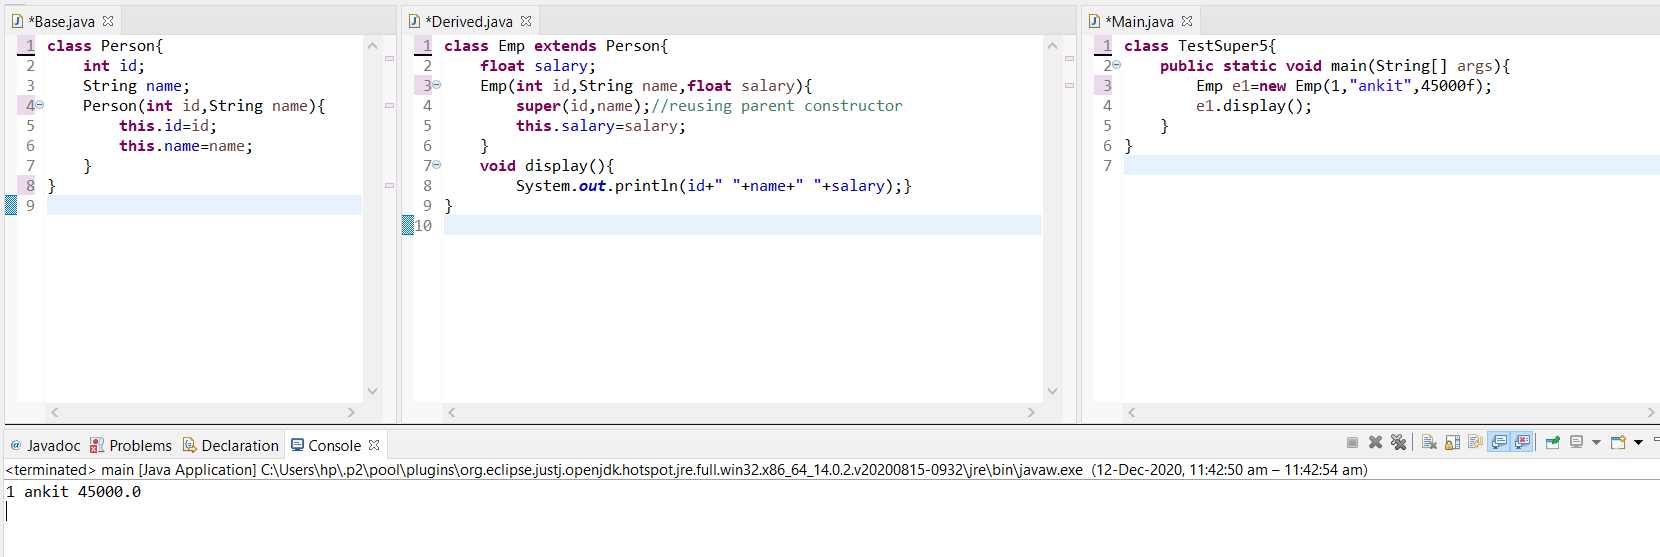 *Base.java
1 class Person{
2 int id;
3 String name;
4 Person(int id,String name){
5 this.id=id;
6 this.name=name;
7 }
8 }
9
*Derived.java
1 class Emp extends Person{
2 float salary;
3 Emp(int id,String name,float salary){
4 super(id,name);//reusing parent constructor
5 this.salary=salary;
6 }
7 void display(){
8 System.out.println(id+" "+name+" "+salary);}
9 }
10
*Main.java
1 class TestSuper5{
2 public static void main(String[] args){
3 Emp e1=new Emp(1,"ankit",45000f);
4 e1.display();
5 }
6 }
7
@ Javadoc Problems Declaration Console
<terminated> main [Java Application] C:\Users\hp\.p2\pool\plugins\org.eclipse.justj.openjdk.hotspot.jre.full.win32.x86_64_14.0.2.v20200815-0932\jre\bin\javaw.exe (12-Dec-2020, 11:42:50 am – 11:42:54 am)
1 ankit 45000.0